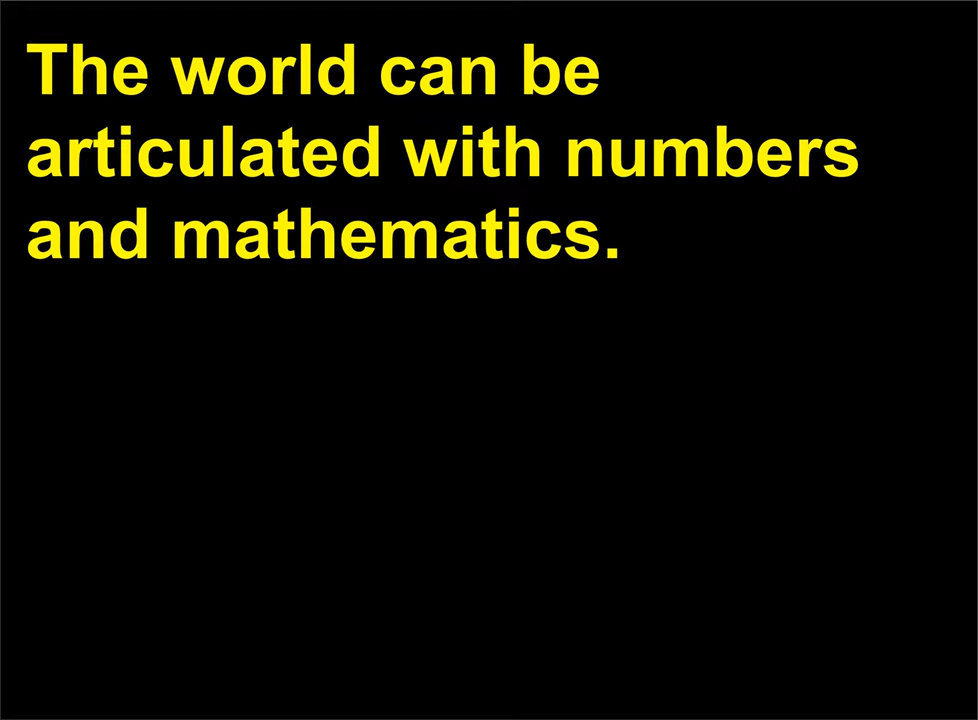 The world can be
articulated with numbers
and mathematics.